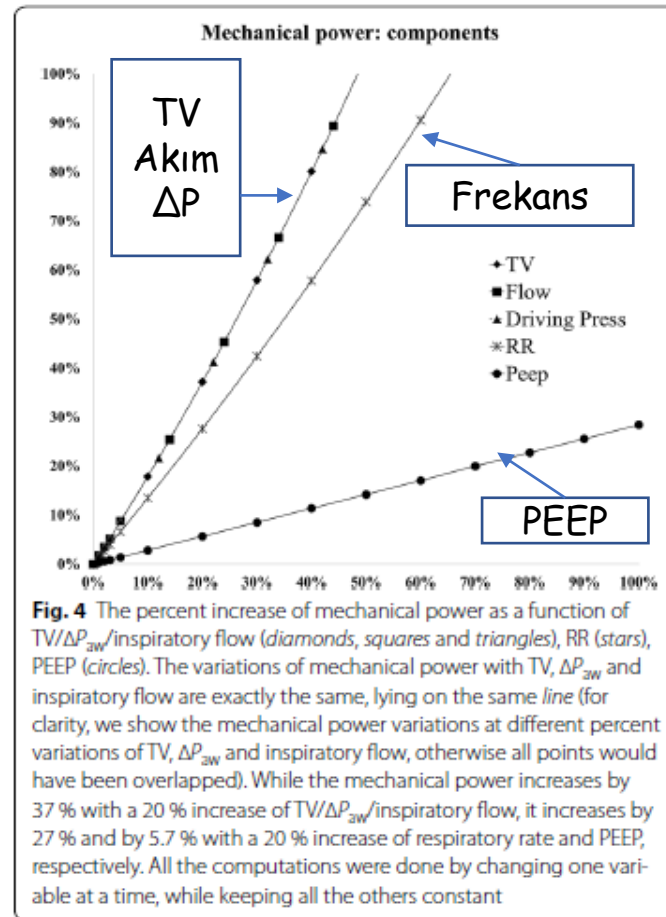 Mechanical power: components
100%
90%
80%
70%
60%
50%
40%
30%
20%
10%
0%
TV
Akım
ΔP
Frekans
TV
Flow
Driving Press
RR
Peep
PEEP
0% 10% 20% 30% 40% 50% 60% 70% 80% 90% 100%
Fig. 4 The percent increase of mechanical power as a function of
TV/ΔPaw/inspiratory flow (diamonds, squares and triangles), RR (stars),
PEEP (circles). The variations of mechanical power with TV, ΔPaw and
inspiratory flow are exactly the same, lying on the same line (for
clarity, we show the mechanical power variations at different percent
variations of TV, ΔPaw and inspiratory flow, otherwise all points would
have been overlapped). While the mechanical power increases by
37 % with a 20 % increase of TV/ΔPaw/inspiratory flow, it increases by
27 % and by 5.7 % with a 20 % increase of respiratory rate and PEEP,
respectively. All the computations were done by changing one vari-
able at a time, while keeping all the others constant